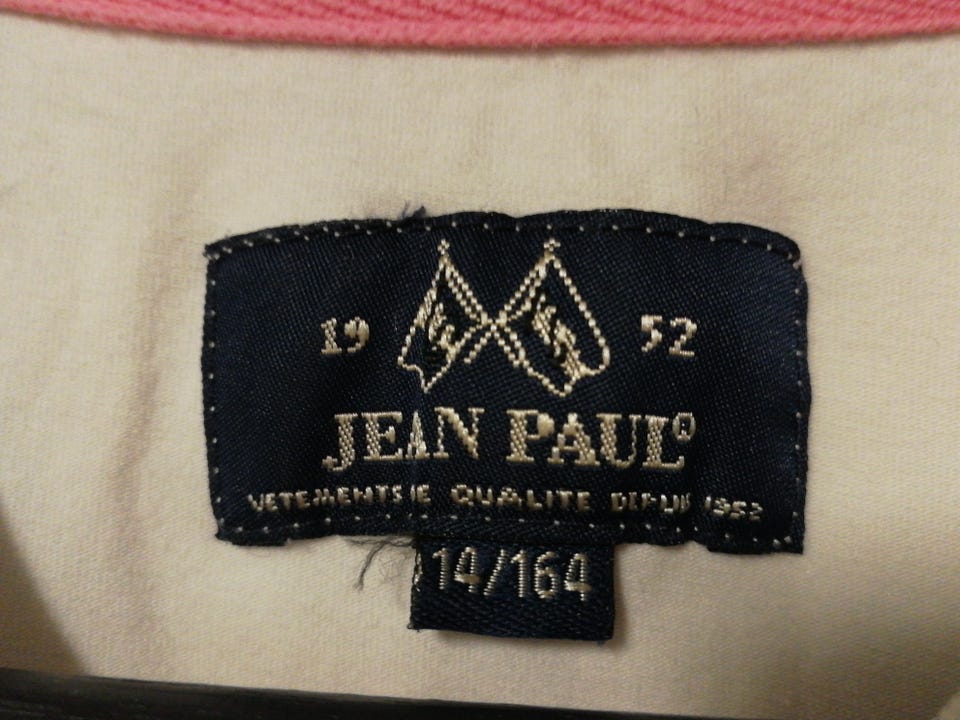 19 52
JEAN PAUL®
VETEMENTS DE QUALITE DEPUIS 1952
14/164